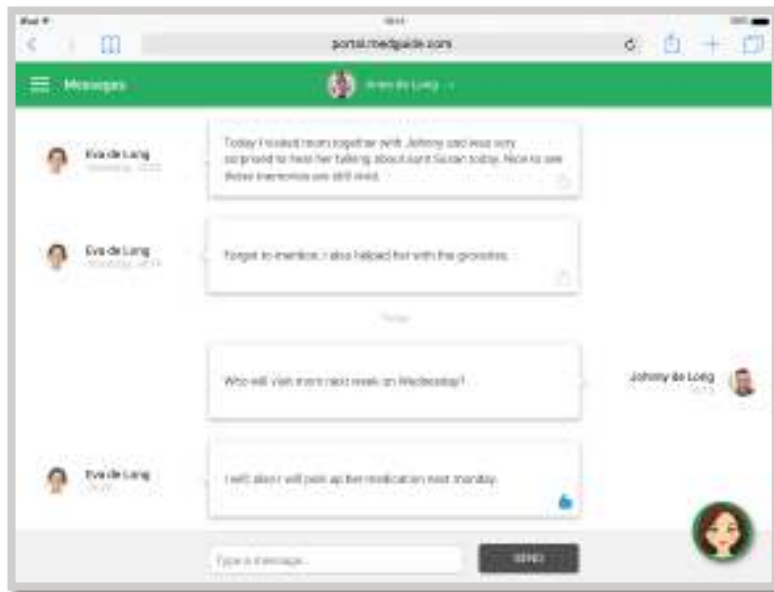 iPad
portal.medguide.com
Messages
de Long
Eva de Long
Today I visited mom together with Johnny and was very
surprised to hear her talking about aunt Susan today. Nice to see
these memories are still vivid.
Eva de Long
Forgot to mention, I also helped her with the groceries.
Today
Who will visit mom next week on Wednesday?
Johnny de Long
Eva de Long
I will, also I will pick up her medication next monday.
Type a message...
SEND